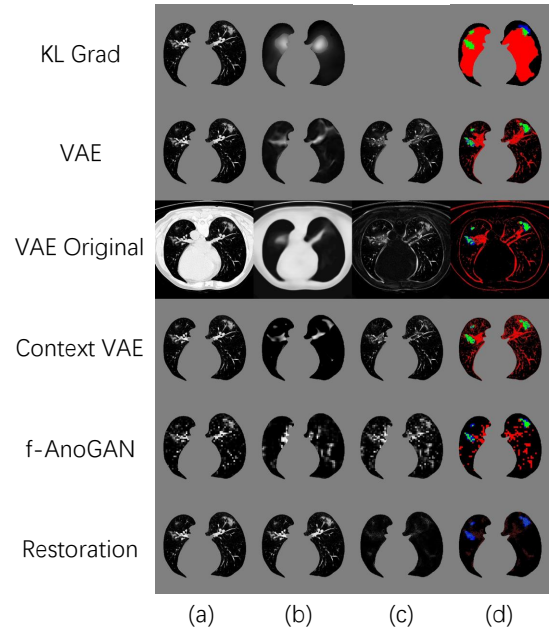 KL Grad
VAE
VAE Original
Context VAE
f-AnoGAN
Restoration
(a) (b) (c) (d)